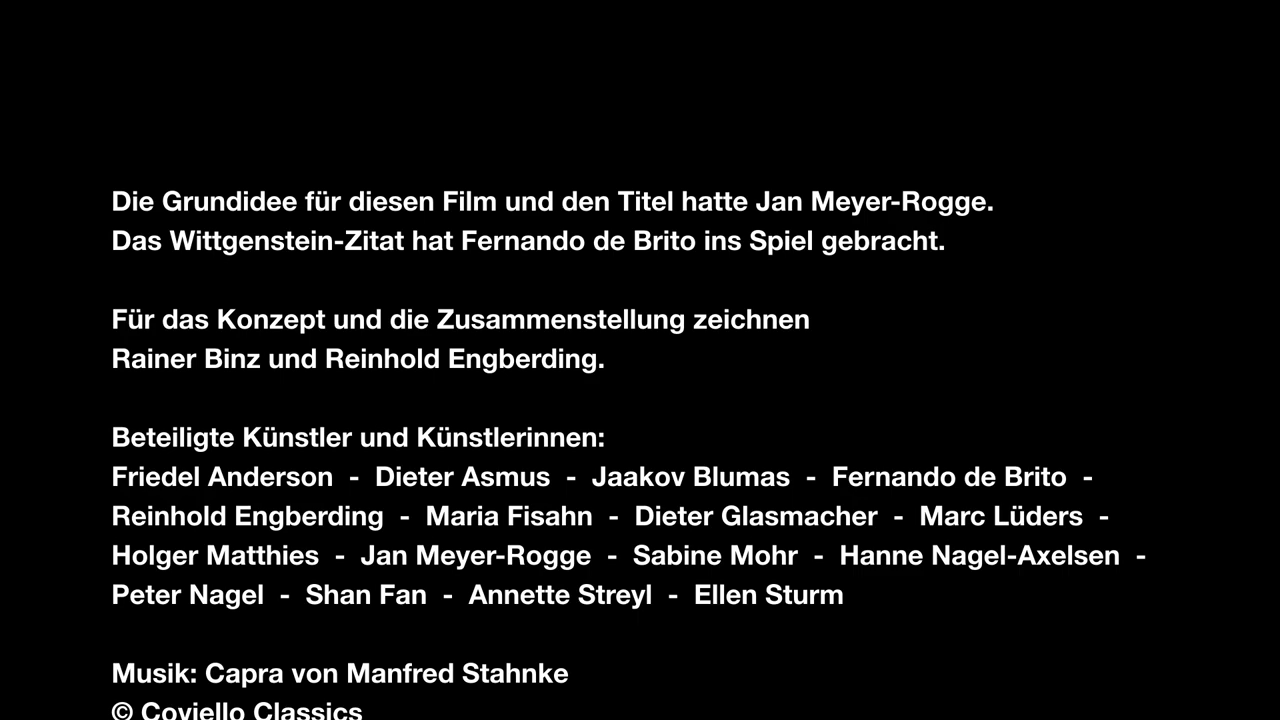 Die Grundidee für diesen Film und den Titel hatte Jan Meyer-Rogge.
Das Wittgenstein-Zitat hat Fernando de Brito ins Spiel gebracht.
Für das Konzept und die Zusammenstellung zeichnen
Rainer Binz und Reinhold Engberding.
Beteiligte Künstler und Künstlerinnen:
Friedel Anderson - Dieter Asmus - Jaakov Blumas - Fernando de Brito -
Reinhold Engberding - Maria Fisahn - Dieter Glasmacher - Marc Lüders -
Holger Matthies - Jan Meyer-Rogge - Sabine Mohr - Hanne Nagel-Axelsen -
Peter Nagel - Shan Fan - Annette Streyl - Ellen Sturm
Musik: Capra von Manfred Stahnke
© Coviello Classics